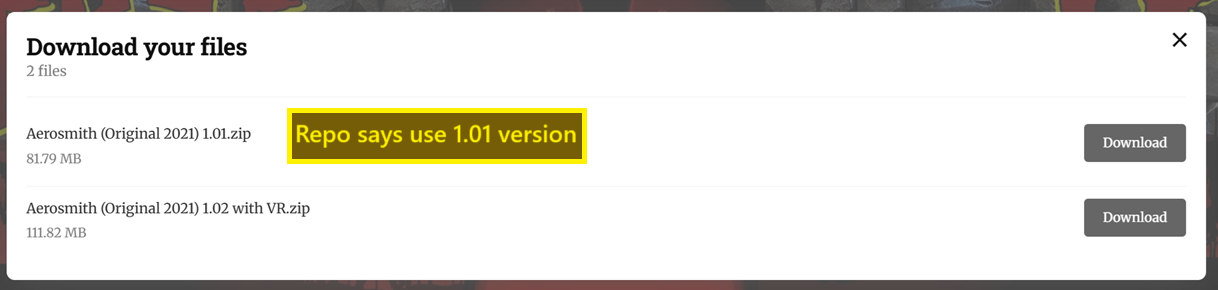 Download your files
2 files
Aerosmith (Original 2021) 1.01.zip
Repo says use 1.01 version
Download
81.79 MB
Aerosmith (Original 2021) 1.02 with VR.zip
Download
111.82 MB